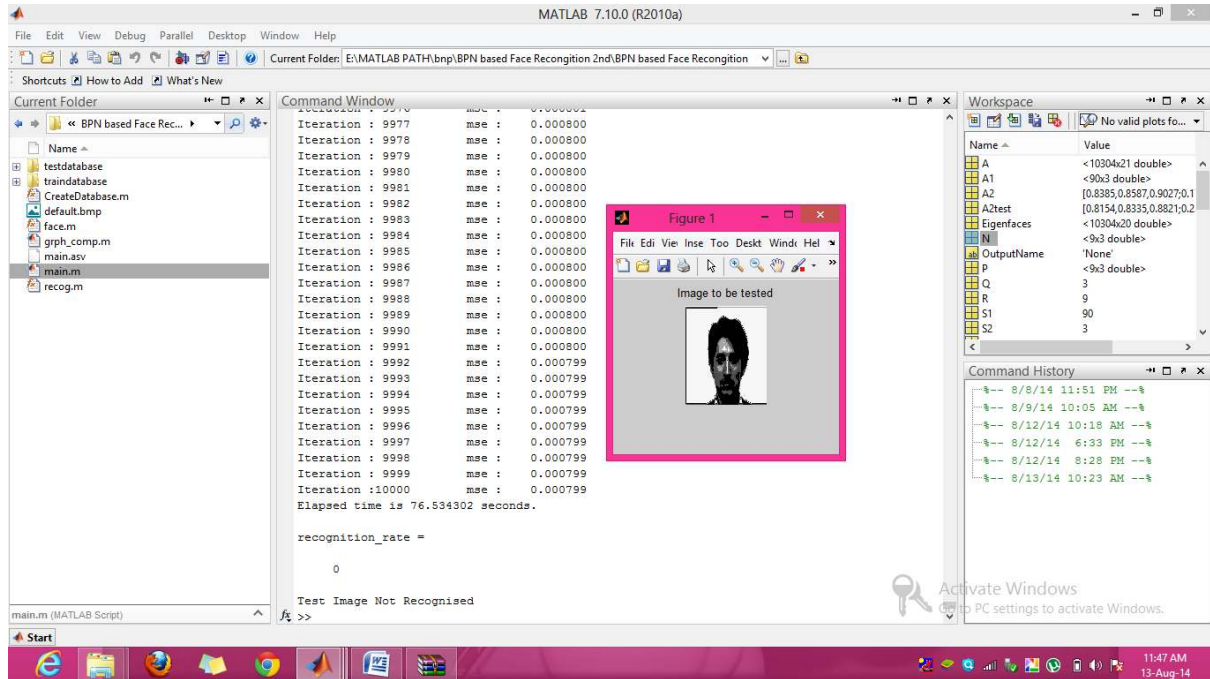 MATLAB 7.10.0 (R2010a)
File Edit View Debug Parallel Desktop Window Help
Current Folder: E:\MATLAB PATH\bnp\BPN based Face Recongition 2nd\BPN based Face Recongition
Shortcuts How to Add What's New
Current Folder
« BPN based Face Rec...
Name
testdatabase
traindatabase
CreateDatabase.m
default.bmp
face.m
grph_comp.m
main.asv
main.m
recog.m
main.m (MATLAB Script)
Command Window
Iteration : 9977 mse : 0.000800
Iteration : 9978 mse : 0.000800
Iteration : 9979 mse : 0.000800
Iteration : 9980 mse : 0.000800
Iteration : 9981 mse : 0.000800
Iteration : 9982 mse : 0.000800
Iteration : 9983 mse : 0.000800
Iteration : 9984 mse : 0.000800
Iteration : 9985 mse : 0.000800
Iteration : 9986 mse : 0.000800
Iteration : 9987 mse : 0.000800
Iteration : 9988 mse : 0.000800
Iteration : 9989 mse : 0.000800
Iteration : 9990 mse : 0.000800
Iteration : 9991 mse : 0.000800
Iteration : 9992 mse : 0.000799
Iteration : 9993 mse : 0.000799
Iteration : 9994 mse : 0.000799
Iteration : 9995 mse : 0.000799
Iteration : 9996 mse : 0.000799
Iteration : 9997 mse : 0.000799
Iteration : 9998 mse : 0.000799
Iteration : 9999 mse : 0.000799
Iteration :10000 mse : 0.000799
Elapsed time is 76.534302 seconds.
recognition_rate =
0
Test Image Not Recognised
fx >>
Figure 1
File Edi Viev Inse Too Deskt Windc Hel
Image to be tested
Workspace
No valid plots fo...
Name Value
A <10304x21 double>
A1 <90x3 double>
A2 [0.8385,0.8587,0.9027;0.1
A2test [0.8154,0.8335,0.8821;0.2
Eigenfaces <10304x20 double>
N <9x3 double>
OutputName 'None'
P <9x3 double>
Q 3
R 9
S1 90
S2 3
Command History
%-- 8/8/14 11:51 PM --%
%-- 8/9/14 10:05 AM --%
%-- 8/12/14 10:18 AM --%
%-- 8/12/14 6:33 PM --%
%-- 8/12/14 8:28 PM --%
%-- 8/13/14 10:23 AM --%
Activate Windows
Go to PC settings to activate Windows.
Start
11:47 AM
13-Aug-14